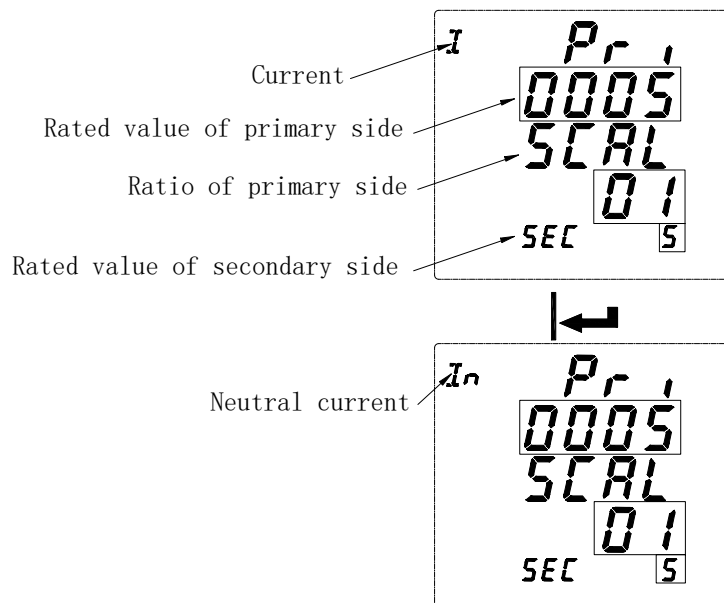 I Pri
Current
0005
Rated value of primary side
SCAL
Ratio of primary side
01
SEC 5
Rated value of secondary side
In Pri
Neutral current
0005
SCAL
01
SEC 5